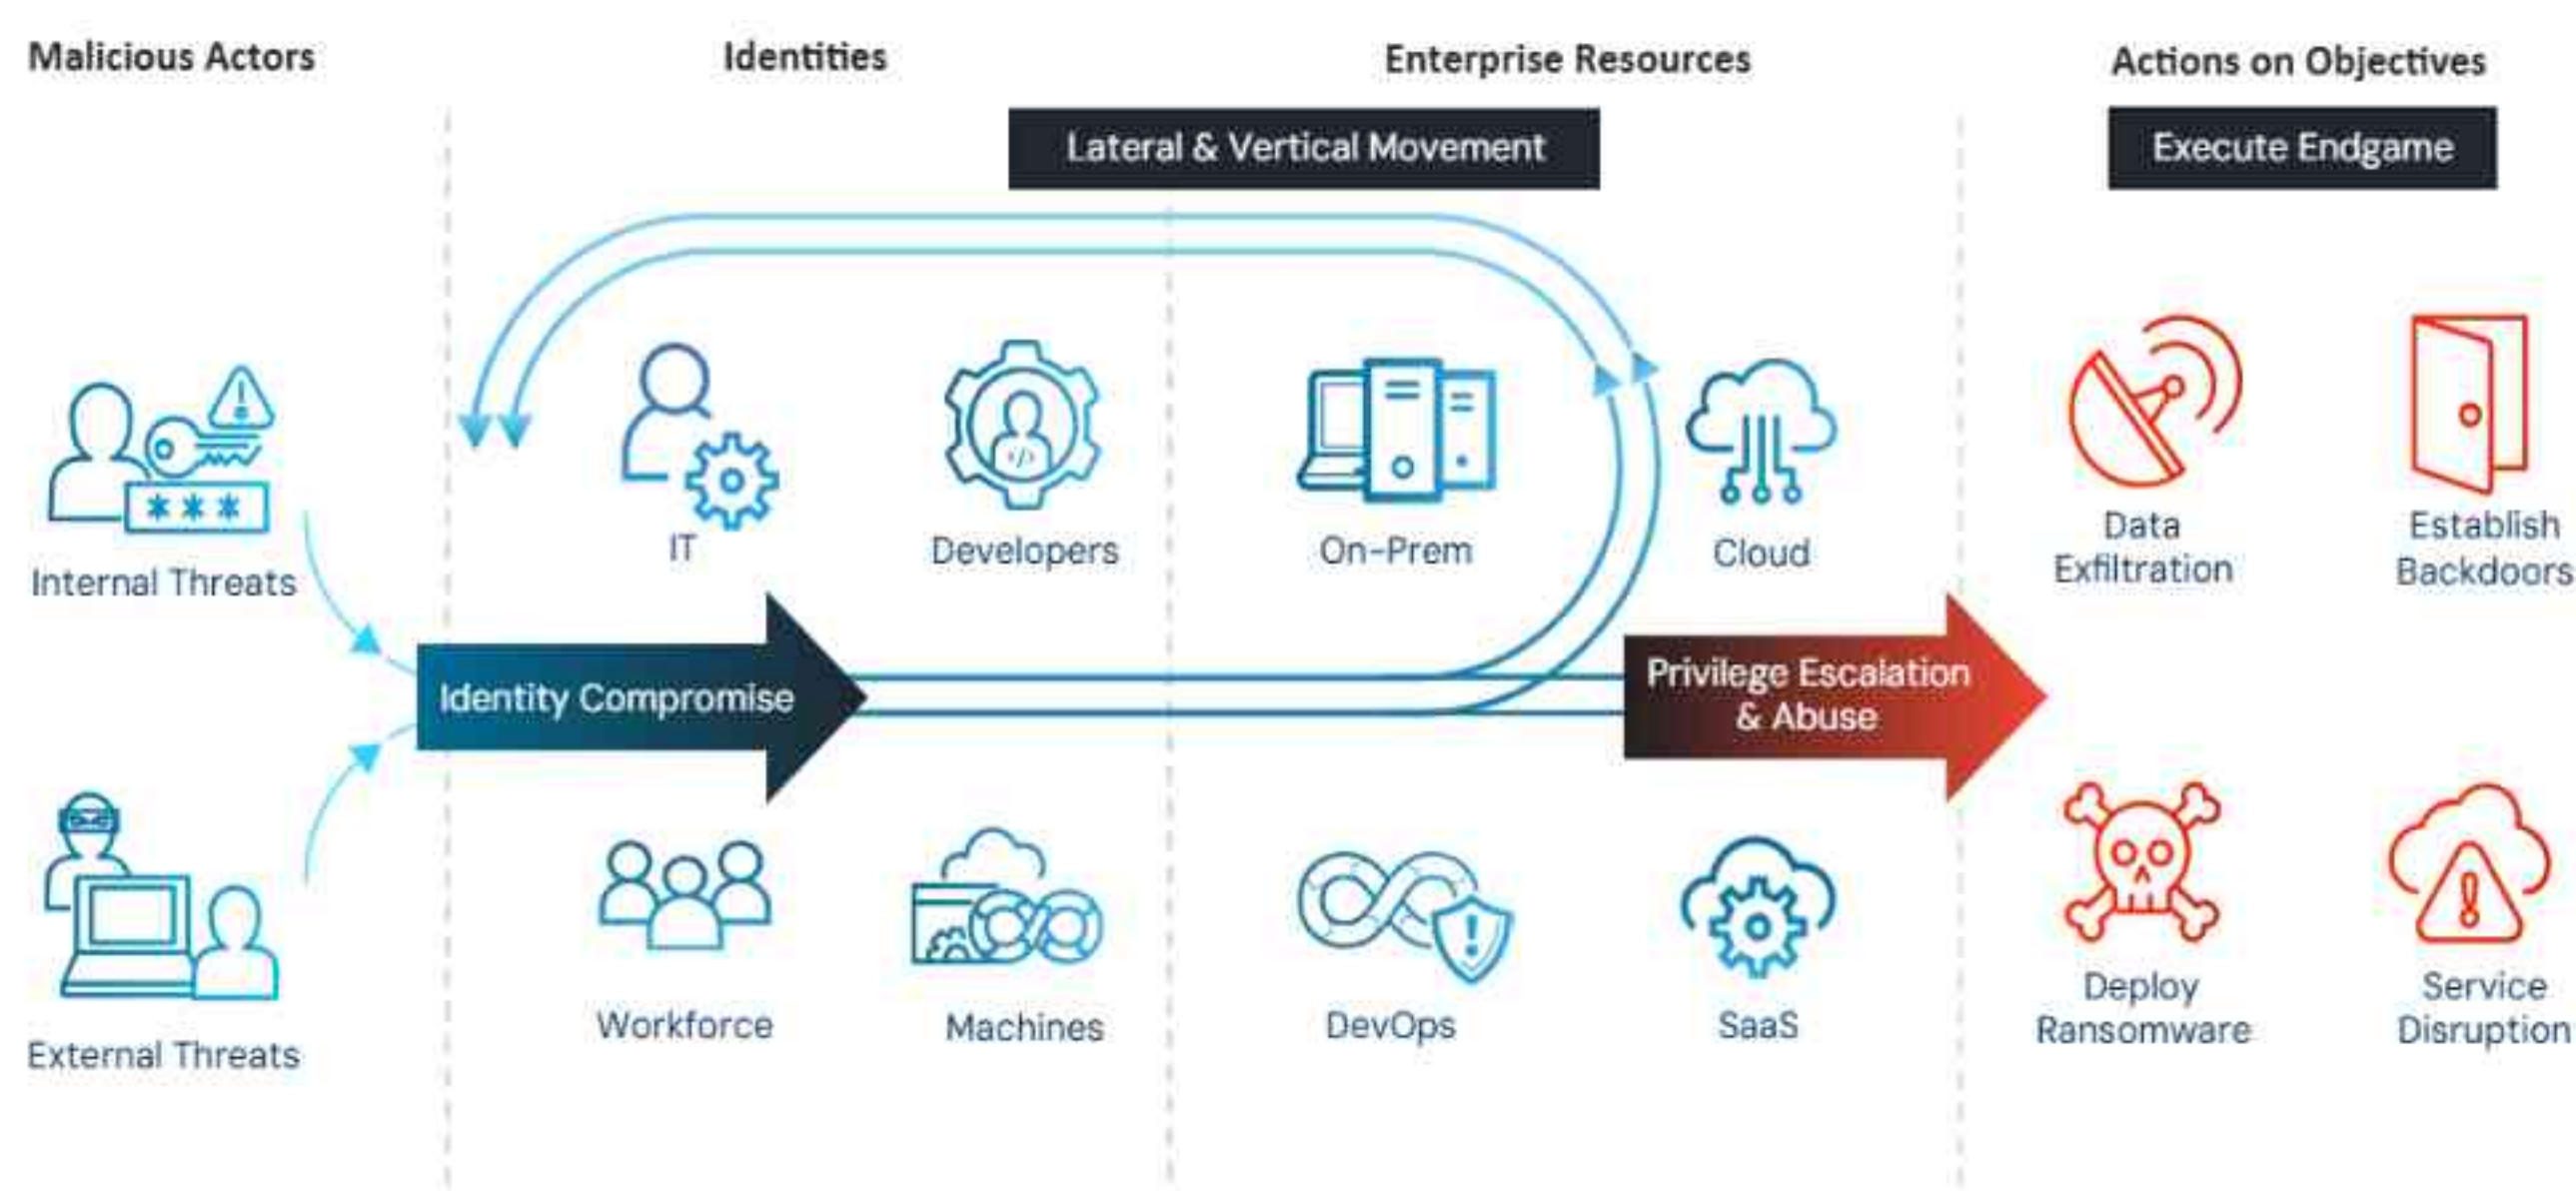 Malicious Actors
Identities
Enterprise Resources
Actions on Objectives
Lateral & Vertical Movement
Execute Endgame
Internal Threats
* * *
IT
Developers
</>
On-Prem
Cloud
Data
Exfiltration
Establish
Backdoors
Identity Compromise
Privilege Escalation
& Abuse
External Threats
Workforce
Machines
DevOps
SaaS
Deploy
Ransomware
Service
Disruption